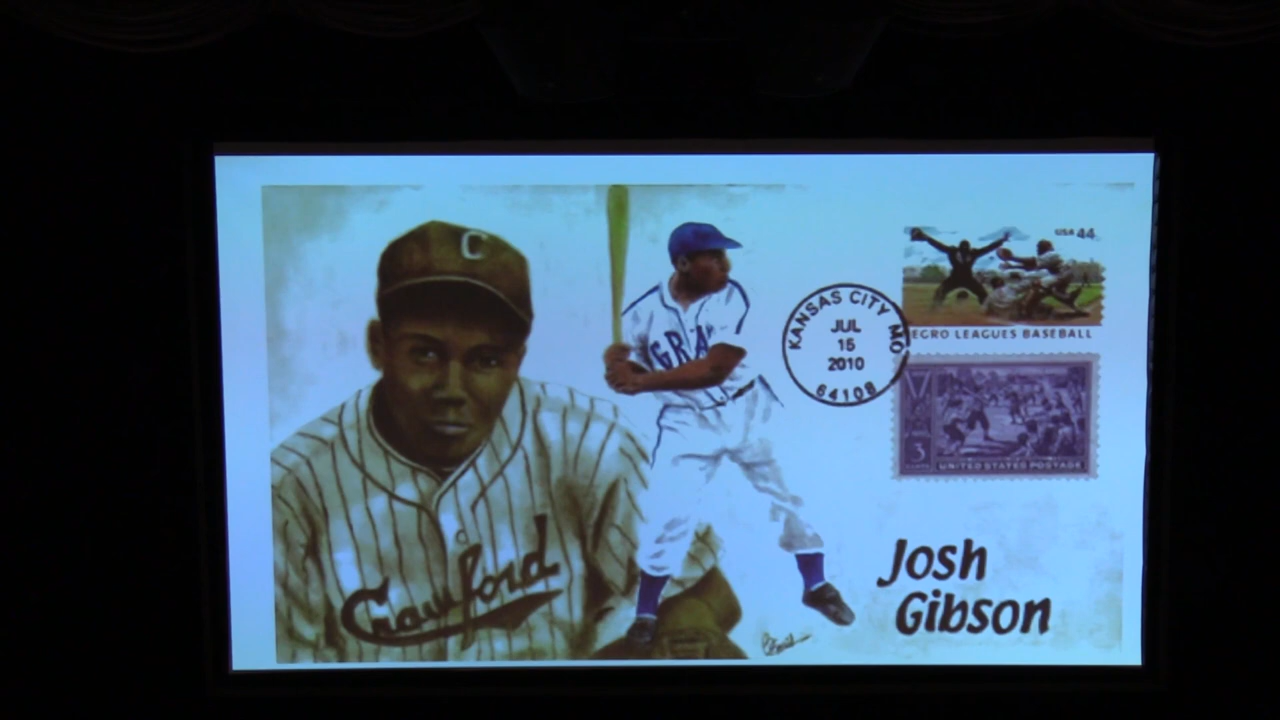 C
Crawford
GRA
KANSAS CITY MO
JUL
15
2010
64108
USA 44
EGRO LEAGUES BASEBALL
3
UNITED STATES POSTAGE
Josh
Gibson